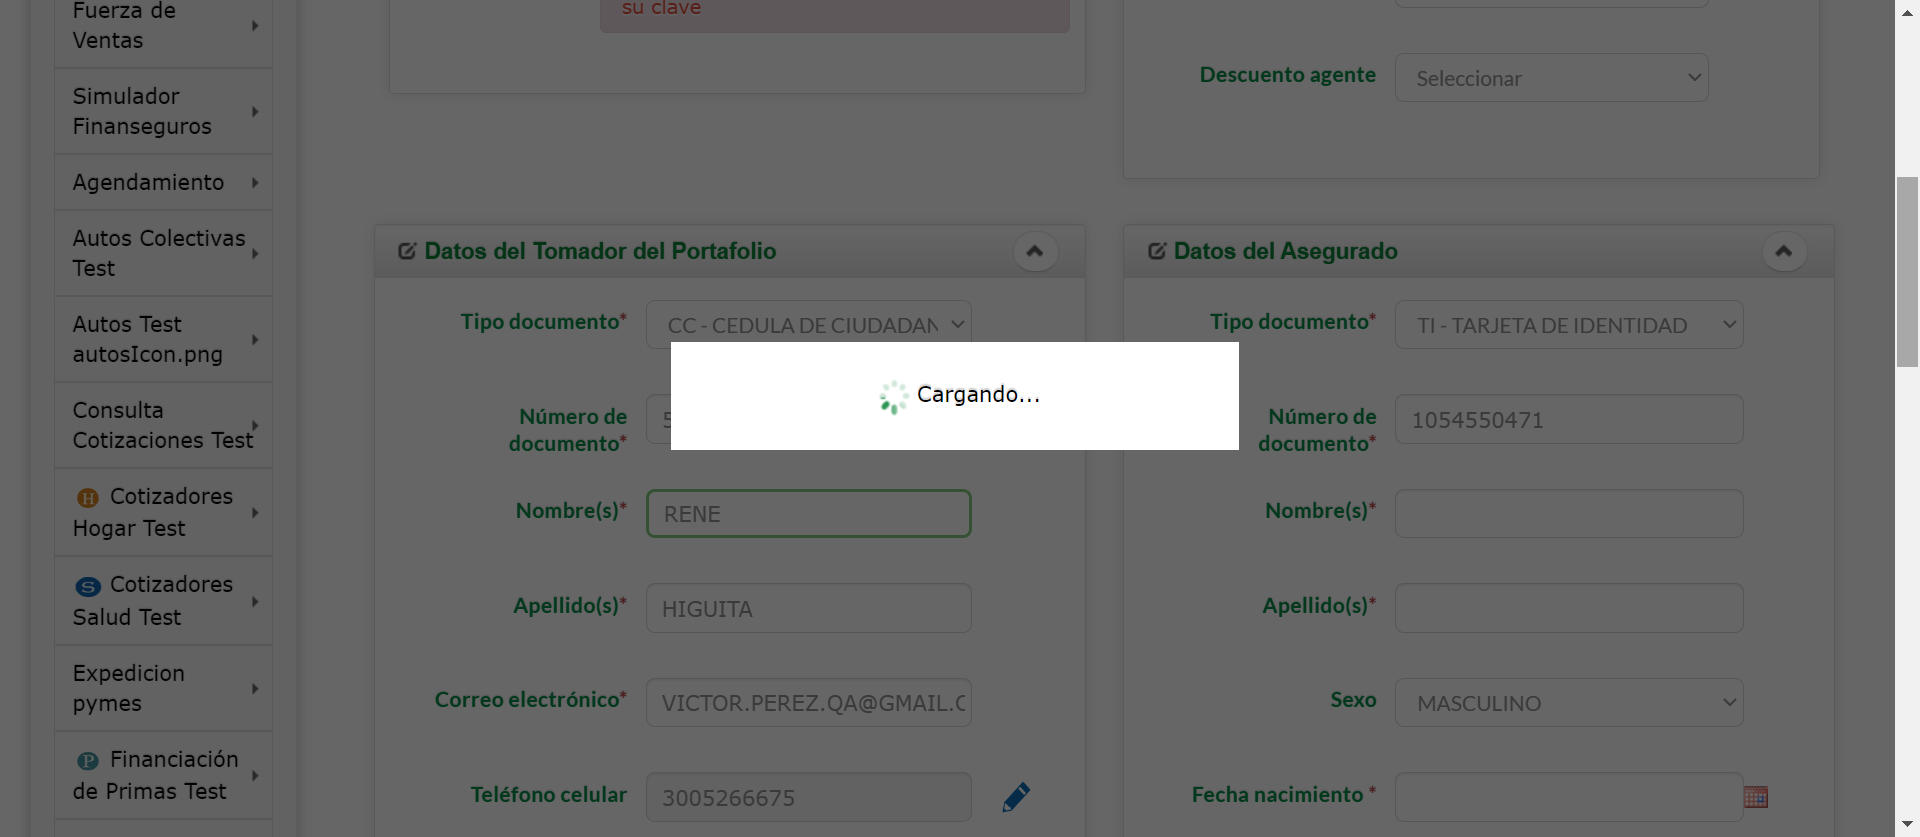 Fuerza de
Ventas
Simulador
Finanseguros
Agendamiento
Autos Colectivas
Test
Autos Test
autosIcon.png
Consulta
Cotizaciones Test
H Cotizadores
Hogar Test
S Cotizadores
Salud Test
Expedicion
pymes
P Financiación
de Primas Test
su clave
Descuento agente Seleccionar
Datos del Tomador del Portafolio
Tipo documento* CC - CEDULA DE CIUDADAN
Número de
documento* 5
Nombre(s)* RENE
Apellido(s)* HIGUITA
Correo electrónico* VICTOR.PEREZ.QA@GMAIL.C
Teléfono celular 3005266675
Cargando...
Datos del Asegurado
Tipo documento* TI - TARJETA DE IDENTIDAD
Número de
documento* 1054550471
Nombre(s)*
Apellido(s)*
Sexo MASCULINO
Fecha nacimiento *